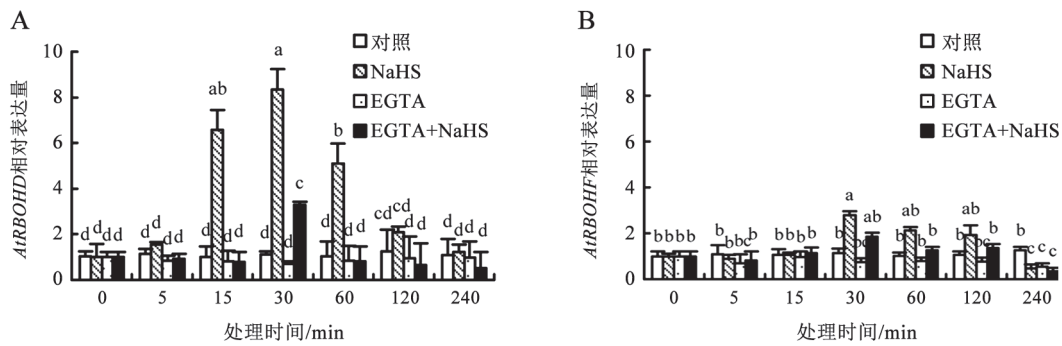 A
AtRBOHD相对表达量
10
8
6
4
2
0
对照
NaHS
EGTA
EGTA+NaHS
d d d d
d d d d
d ab d d
d a d c
d b d d
cd cd d d
d d d d
0 5 15 30 60 120 240
处理时间/min
B
AtRBOHF相对表达量
10
8
6
4
2
0
对照
NaHS
EGTA
EGTA+NaHS
b b b b
b b bc b
b b b b
b a bc ab
b ab b b
b ab bc b
b c c c
0 5 15 30 60 120 240
处理时间/min